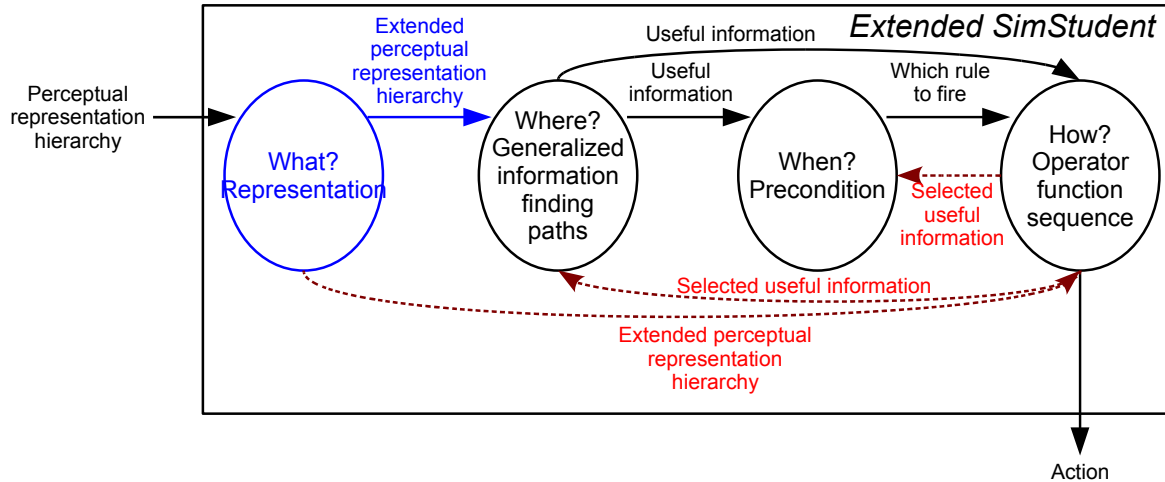 Extended SimStudent
Perceptual
representation
hierarchy
Extended
perceptual
representation
hierarchy
Useful information
Useful
information
Which rule
to fire
What?
Representation
Where?
Generalized
information
finding
paths
When?
Precondition
How?
Operator
function
sequence
Selected
useful
information
Selected useful information
Extended perceptual
representation
hierarchy
Action